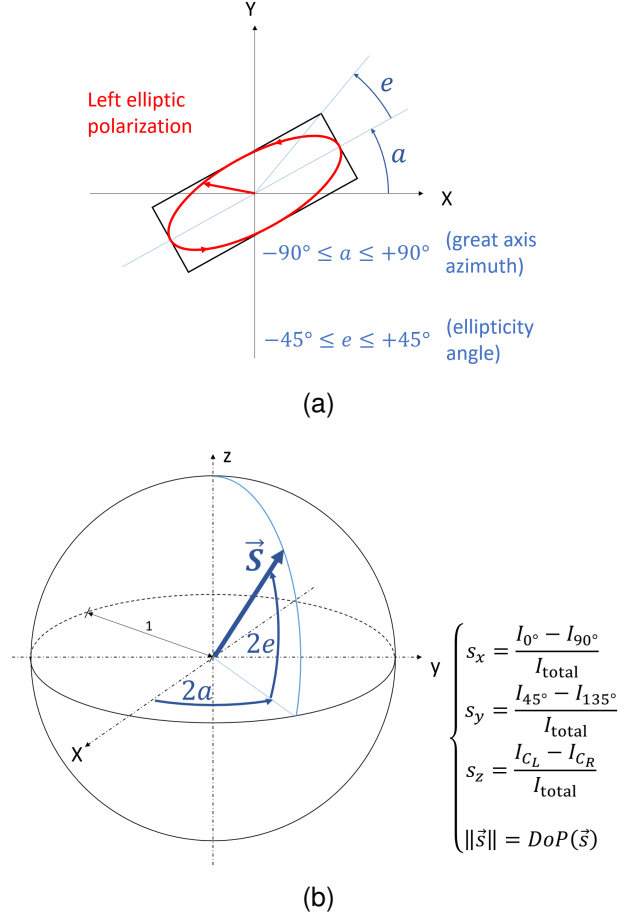 Y
e
Left elliptic
polarization
a
X
−90° ≤ a ≤ +90° (great axis
azimuth)
−45° ≤ e ≤ +45° (ellipticity
angle)
(a)
z
S⃗
1
2e
y
2a
X
s_x = (I_0° − I_90°) / I_total
s_y = (I_45° − I_135°) / I_total
s_z = (I_C_L − I_C_R) / I_total
‖s⃗‖ = DoP(s⃗)
(b)